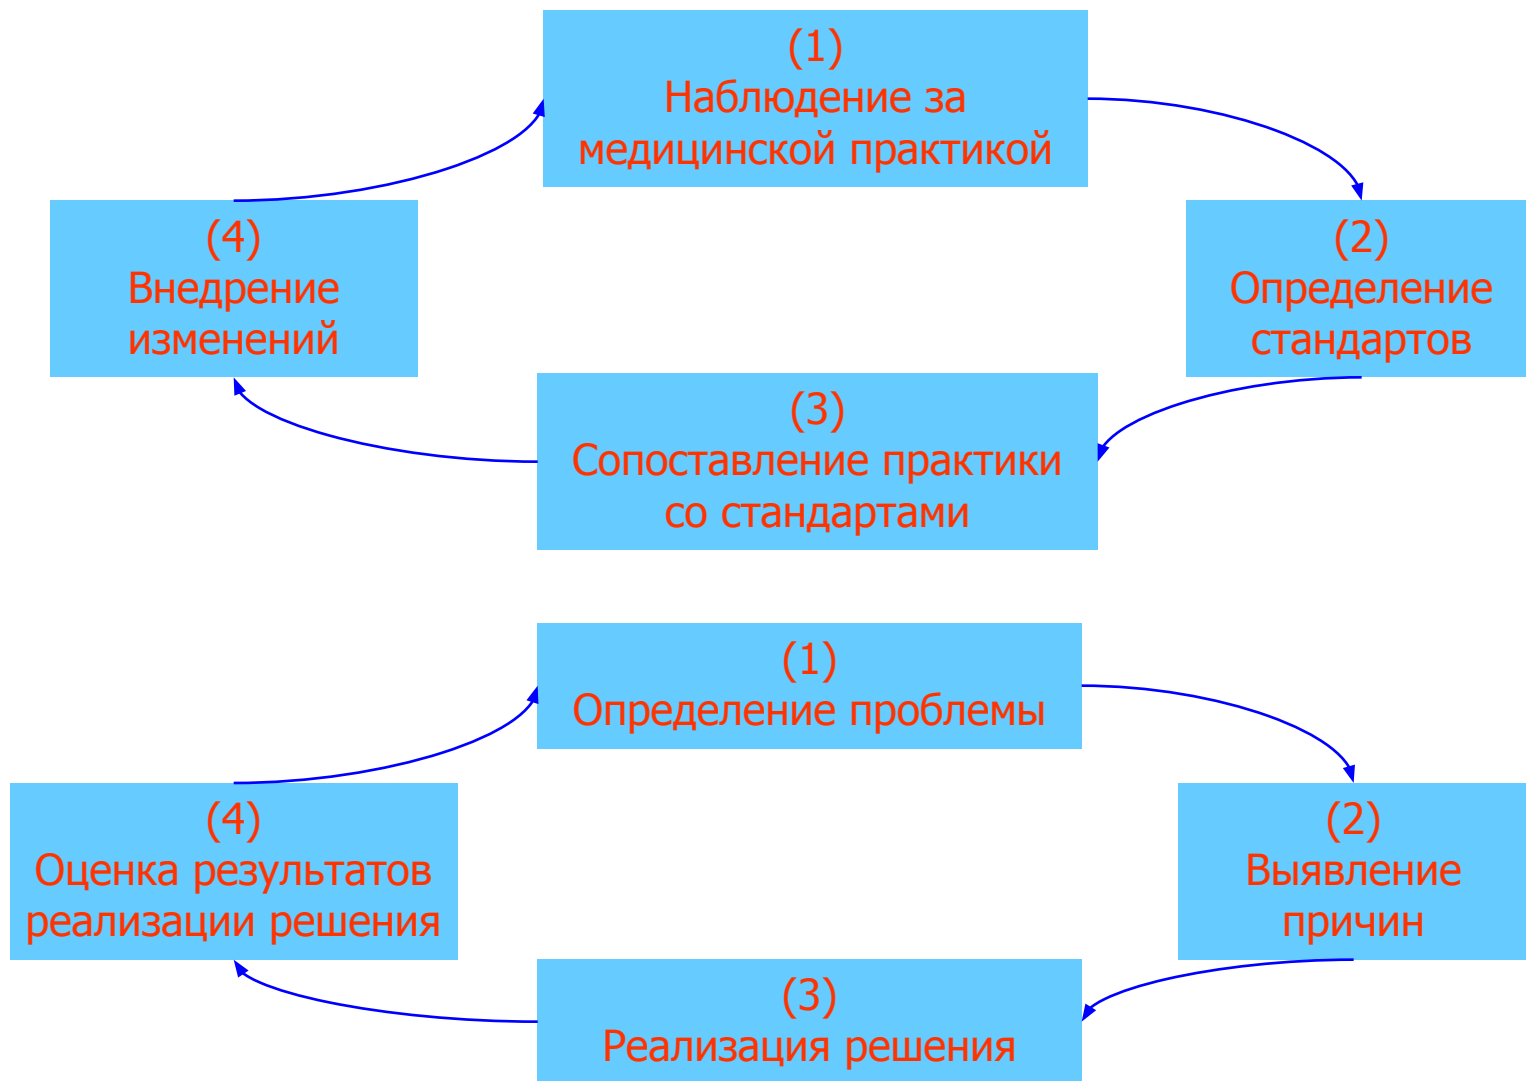 (1)
Наблюдение за
медицинской практикой
(2)
Определение
стандартов
(3)
Сопоставление практики
со стандартами
(4)
Внедрение
изменений
(1)
Определение проблемы
(2)
Выявление
причин
(3)
Реализация решения
(4)
Оценка результатов
реализации решения